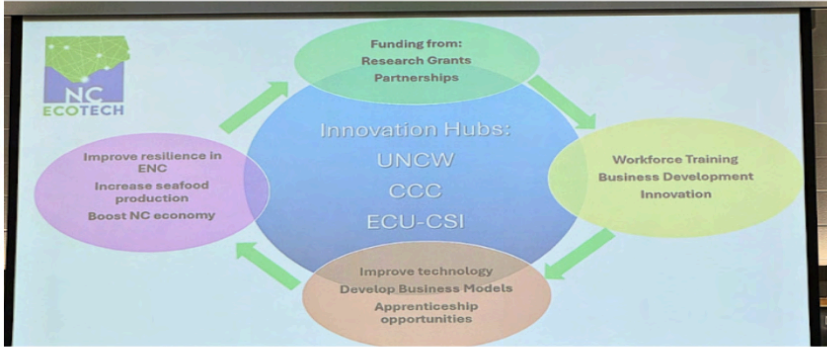 NC
ECOTECH
Funding from:
Research Grants
Partnerships
Innovation Hubs:
UNCW
CCC
ECU-CSI
Workforce Training
Business Development
Innovation
Improve technology
Develop Business Models
Apprenticeship
opportunities
Improve resilience in
ENC
Increase seafood
production
Boost NC economy